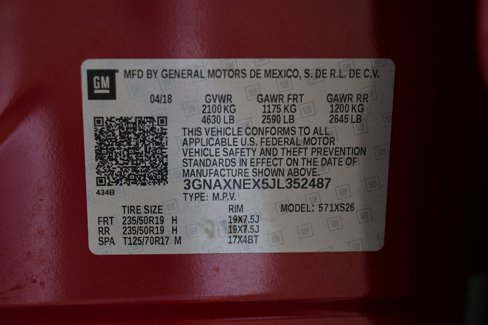 GM MFD BY GENERAL MOTORS DE MEXICO, S. DE R.L. DE C.V.
04/18 GVWR GAWR FRT GAWR RR
2100 KG 1175 KG 1200 KG
4630 LB 2590 LB 2645 LB
THIS VEHICLE CONFORMS TO ALL
APPLICABLE U.S. FEDERAL MOTOR
VEHICLE SAFETY AND THEFT PREVENTION
STANDARDS IN EFFECT ON THE DATE OF
MANUFACTURE SHOWN ABOVE.
434B 3GNAXNEX5JL352487
TYPE: M.P.V.
TIRE SIZE RIM MODEL: 571XS26
FRT 235/50R19 H 19X7.5J
RR 235/50R19 H 19X7.5J
SPA T125/70R17 M 17X4BT